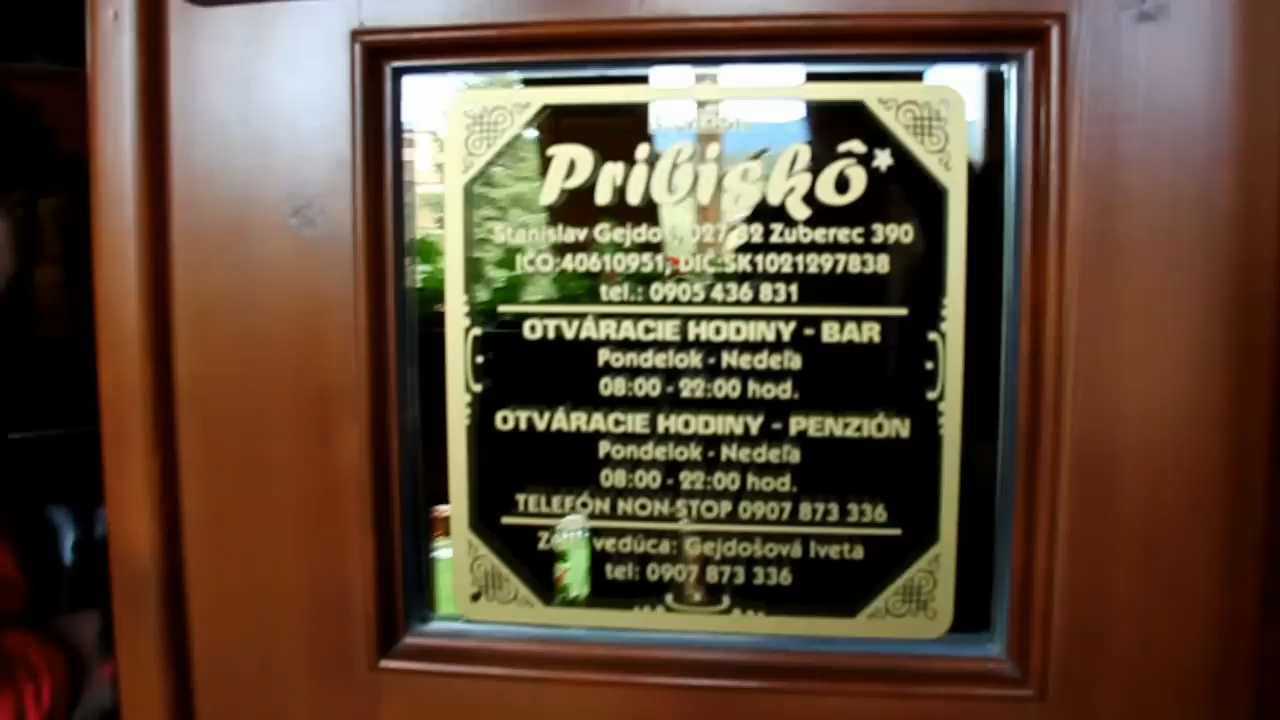 Pribiskô
Stanislav Gejdoš, 027 32 Zuberec 390
IČO:40610951, DIČ:SK1021297838
tel.: 0905 436 831
OTVÁRACIE HODINY - BAR
Pondelok - Nedeľa
08:00 - 22:00 hod.
OTVÁRACIE HODINY - PENZIÓN
Pondelok - Nedeľa
08:00 - 22:00 hod.
TELEFÓN NON-STOP 0907 873 336
vedúca: Gejdošová Iveta
tel: 0907 873 336